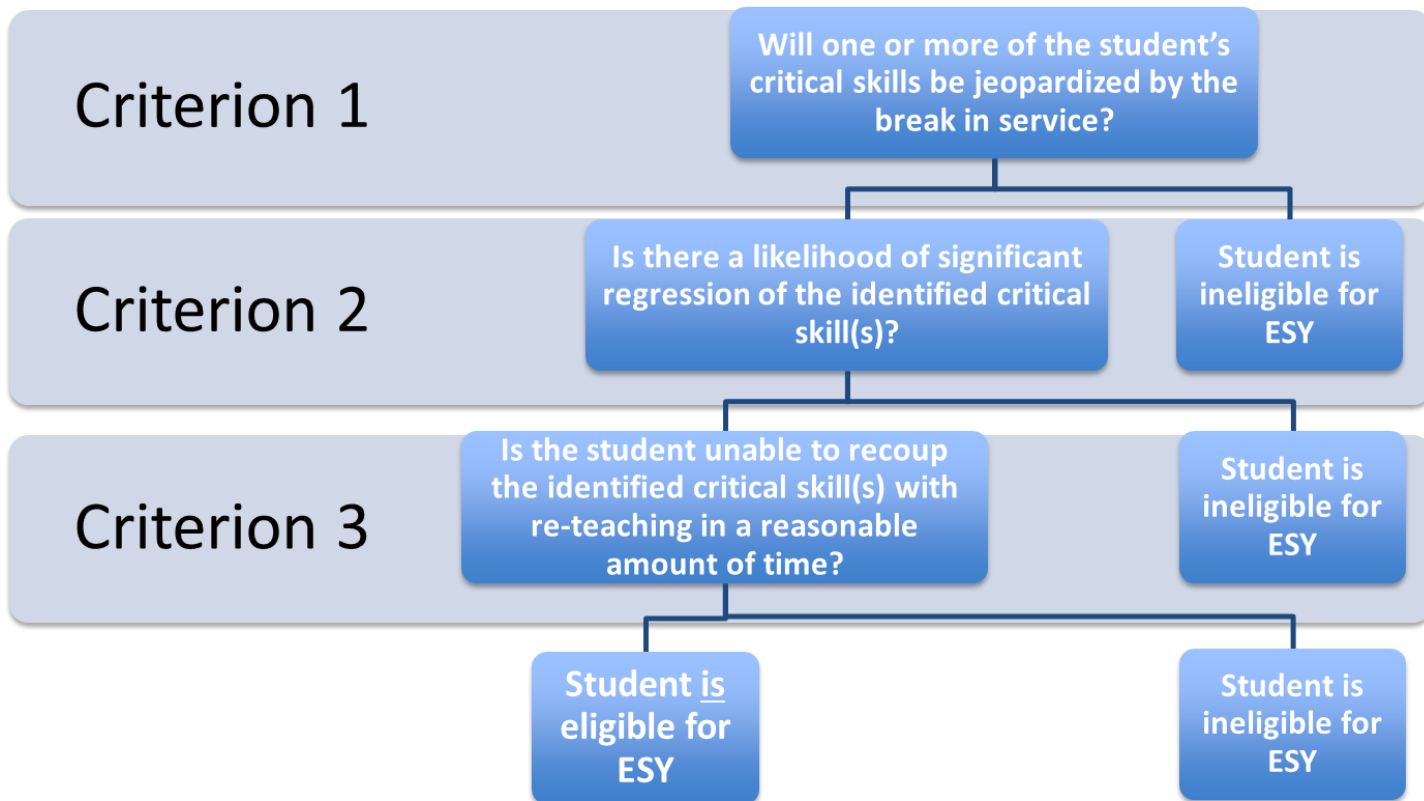 Criterion 1
Will one or more of the student’s
critical skills be jeopardized by the
break in service?
Criterion 2
Is there a likelihood of significant
regression of the identified critical
skill(s)?
Student is
ineligible for
ESY
Criterion 3
Is the student unable to recoup
the identified critical skill(s) with
re-teaching in a reasonable
amount of time?
Student is
ineligible for
ESY
Student is
eligible for
ESY
Student is
ineligible for
ESY